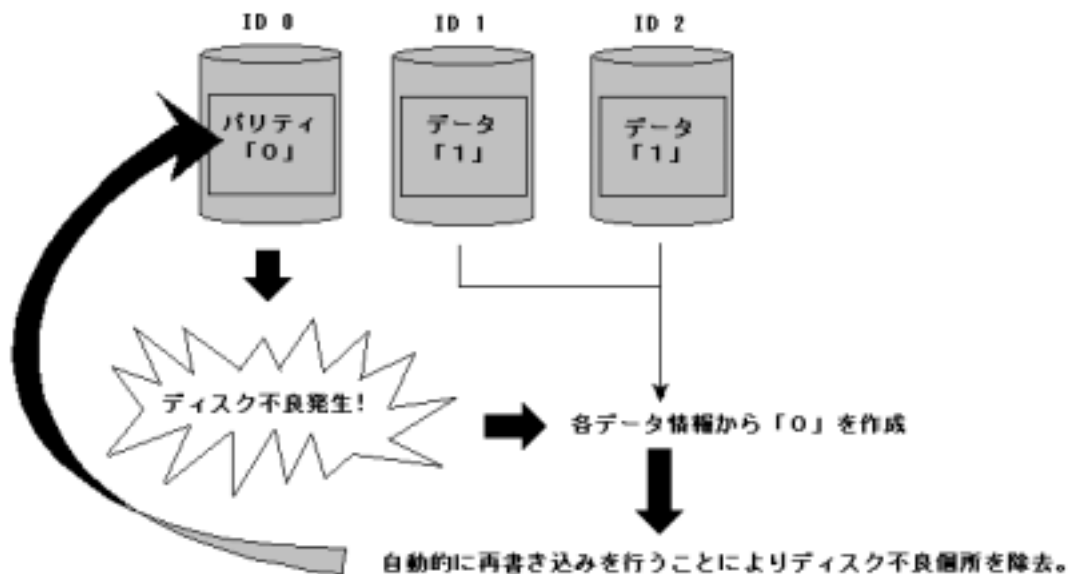 ID 0
ID 1
ID 2
パリティ
「0」
データ
「1」
データ
「1」
ディスク不良発生!
各データ情報から「0」を作成
自動的に再書き込みを行うことによりディスク不良個所を除去。